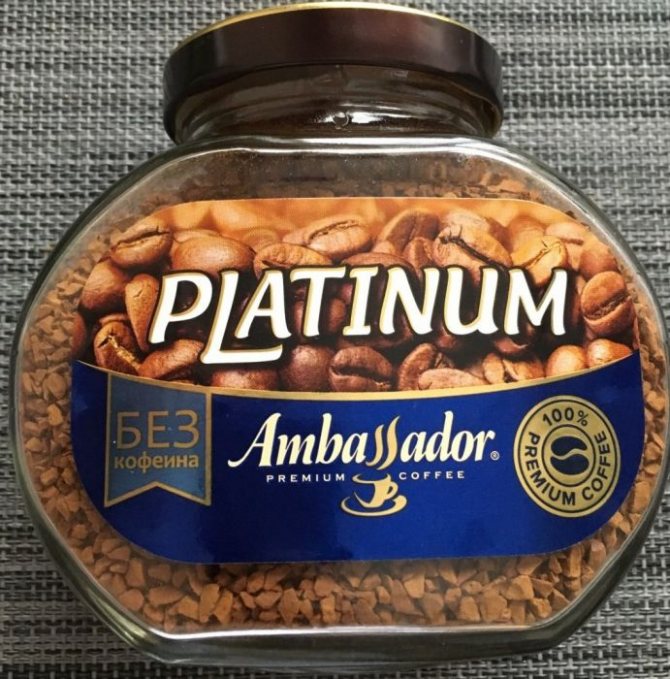 PLATINUM
БЕЗ
кофеина
Ambassador®
PREMIUM COFFEE
100%
PREMIUM COFFEE